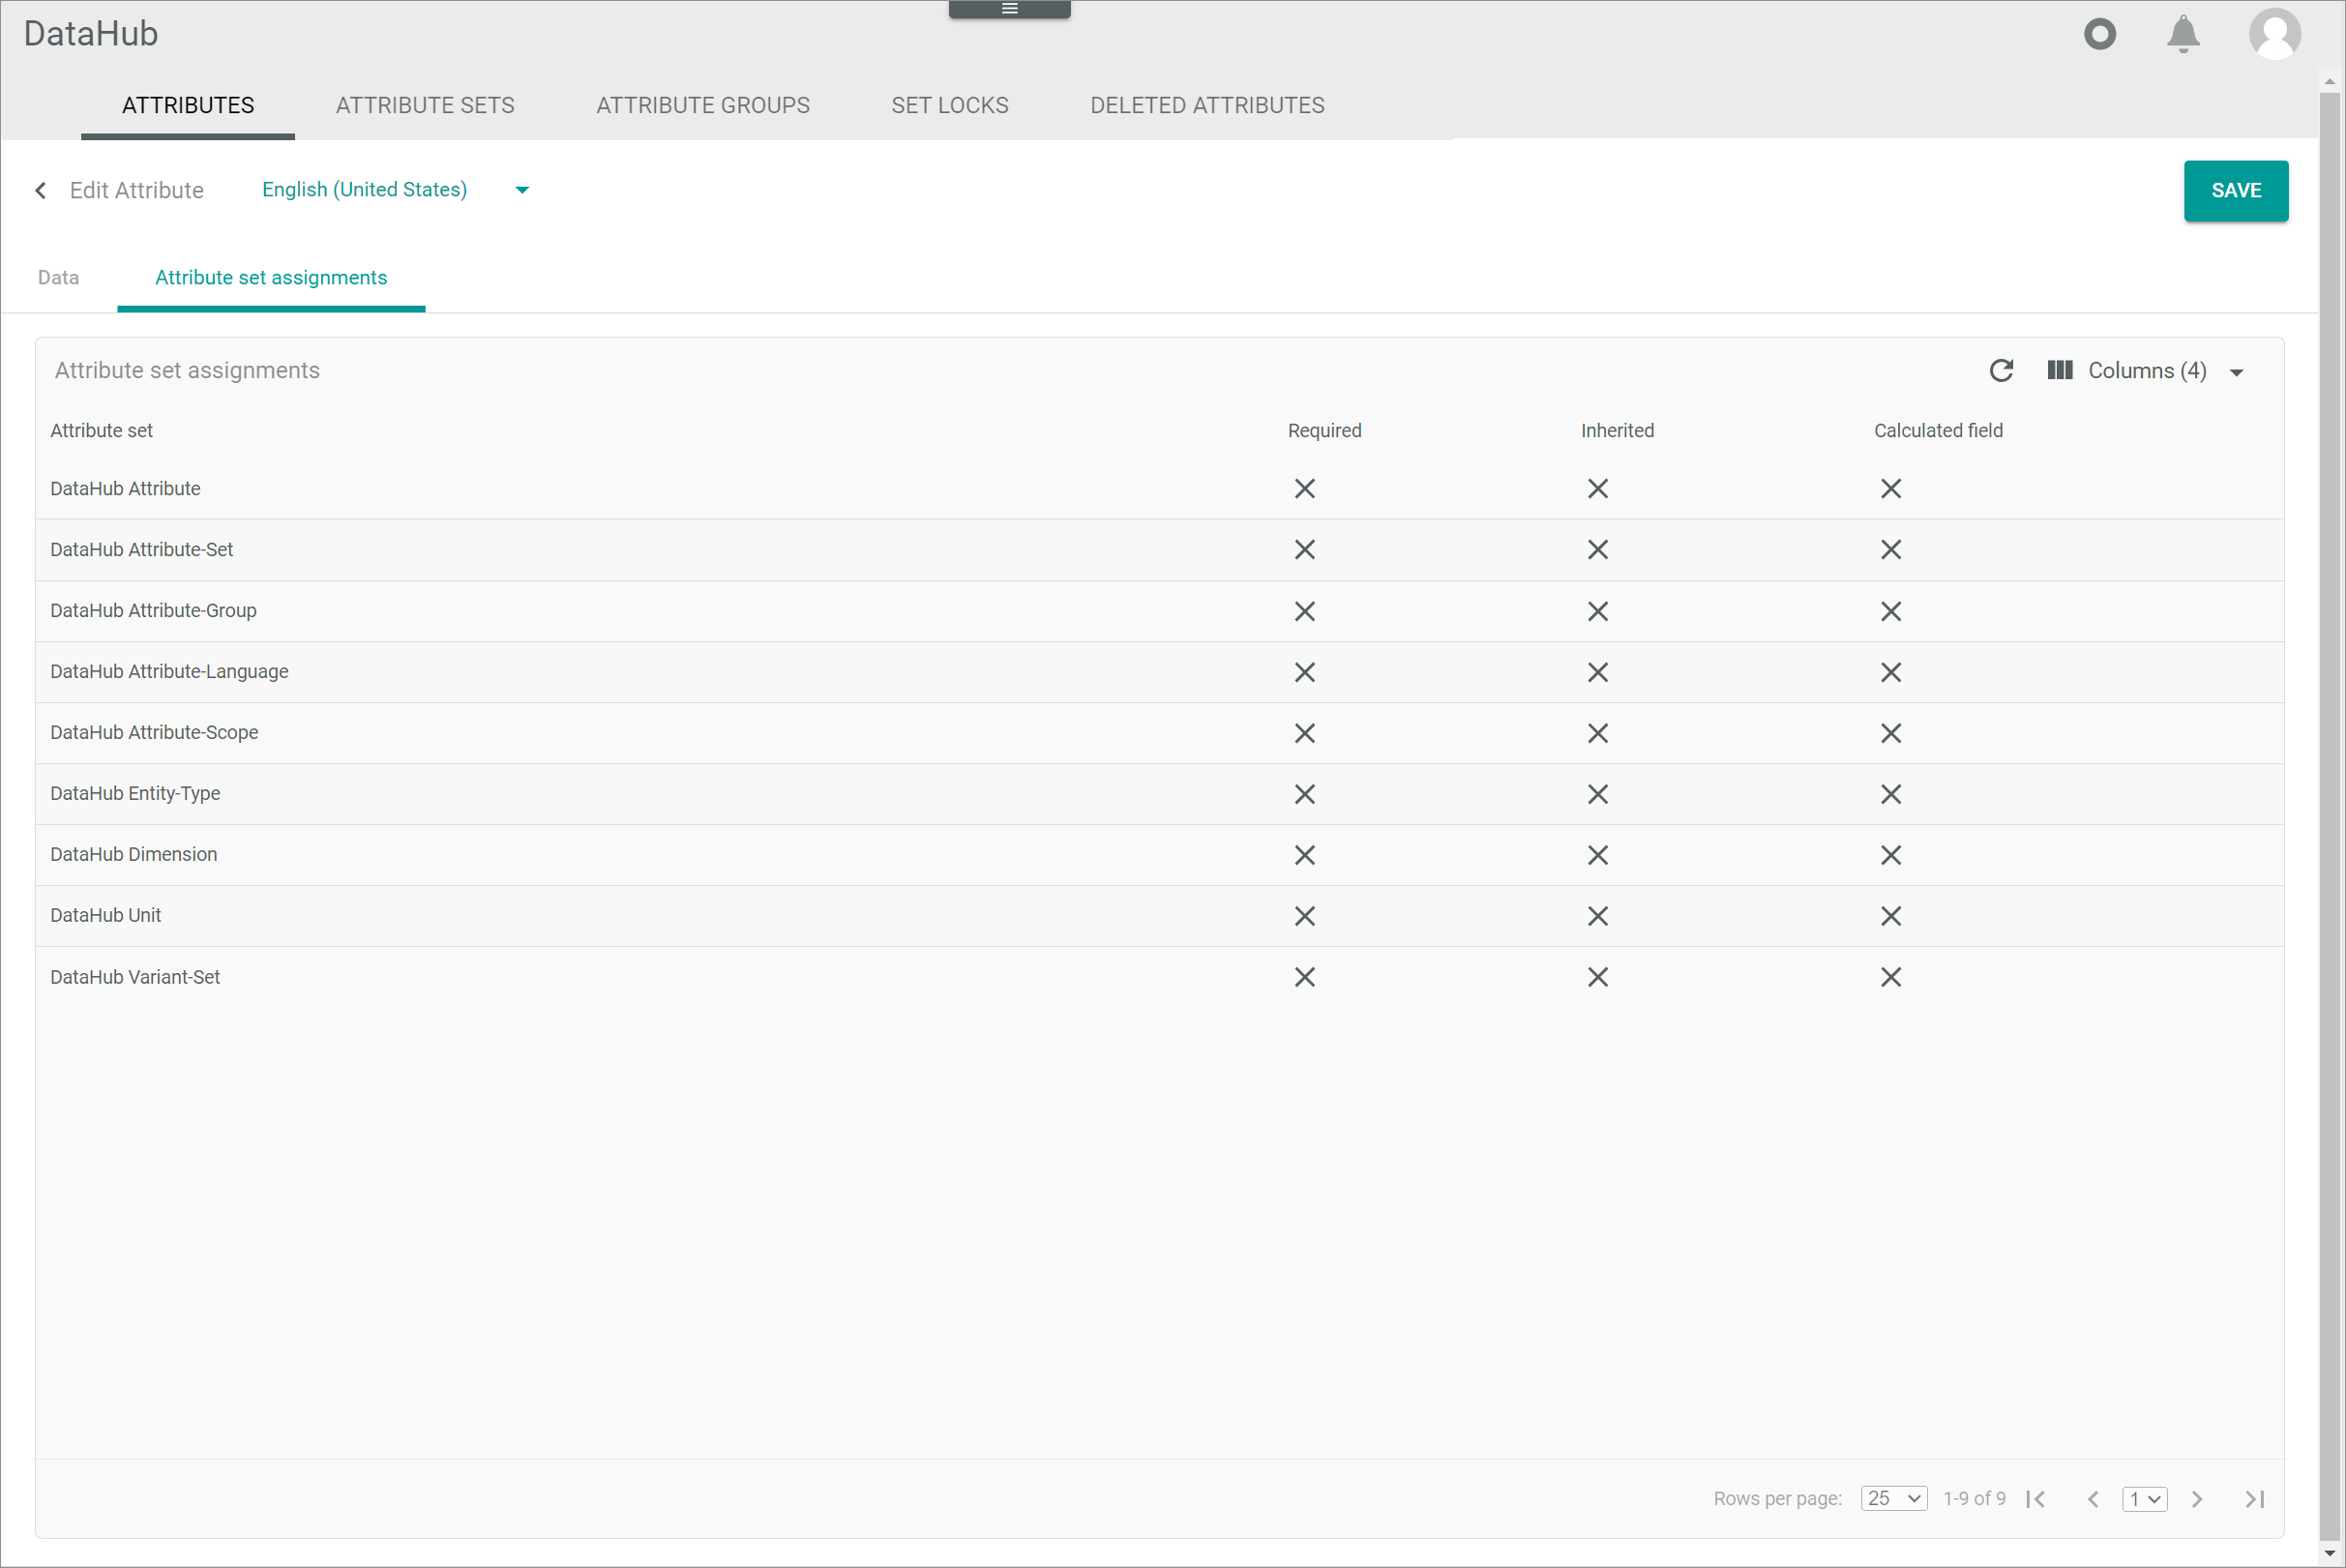 DataHub
ATTRIBUTES ATTRIBUTE SETS ATTRIBUTE GROUPS SET LOCKS DELETED ATTRIBUTES
Edit Attribute English (United States) SAVE
Data Attribute set assignments
Attribute set assignments Columns (4)
Attribute set Required Inherited Calculated field
DataHub Attribute
DataHub Attribute-Set
DataHub Attribute-Group
DataHub Attribute-Language
DataHub Attribute-Scope
DataHub Entity-Type
DataHub Dimension
DataHub Unit
DataHub Variant-Set
Rows per page: 25 1-9 of 9 1